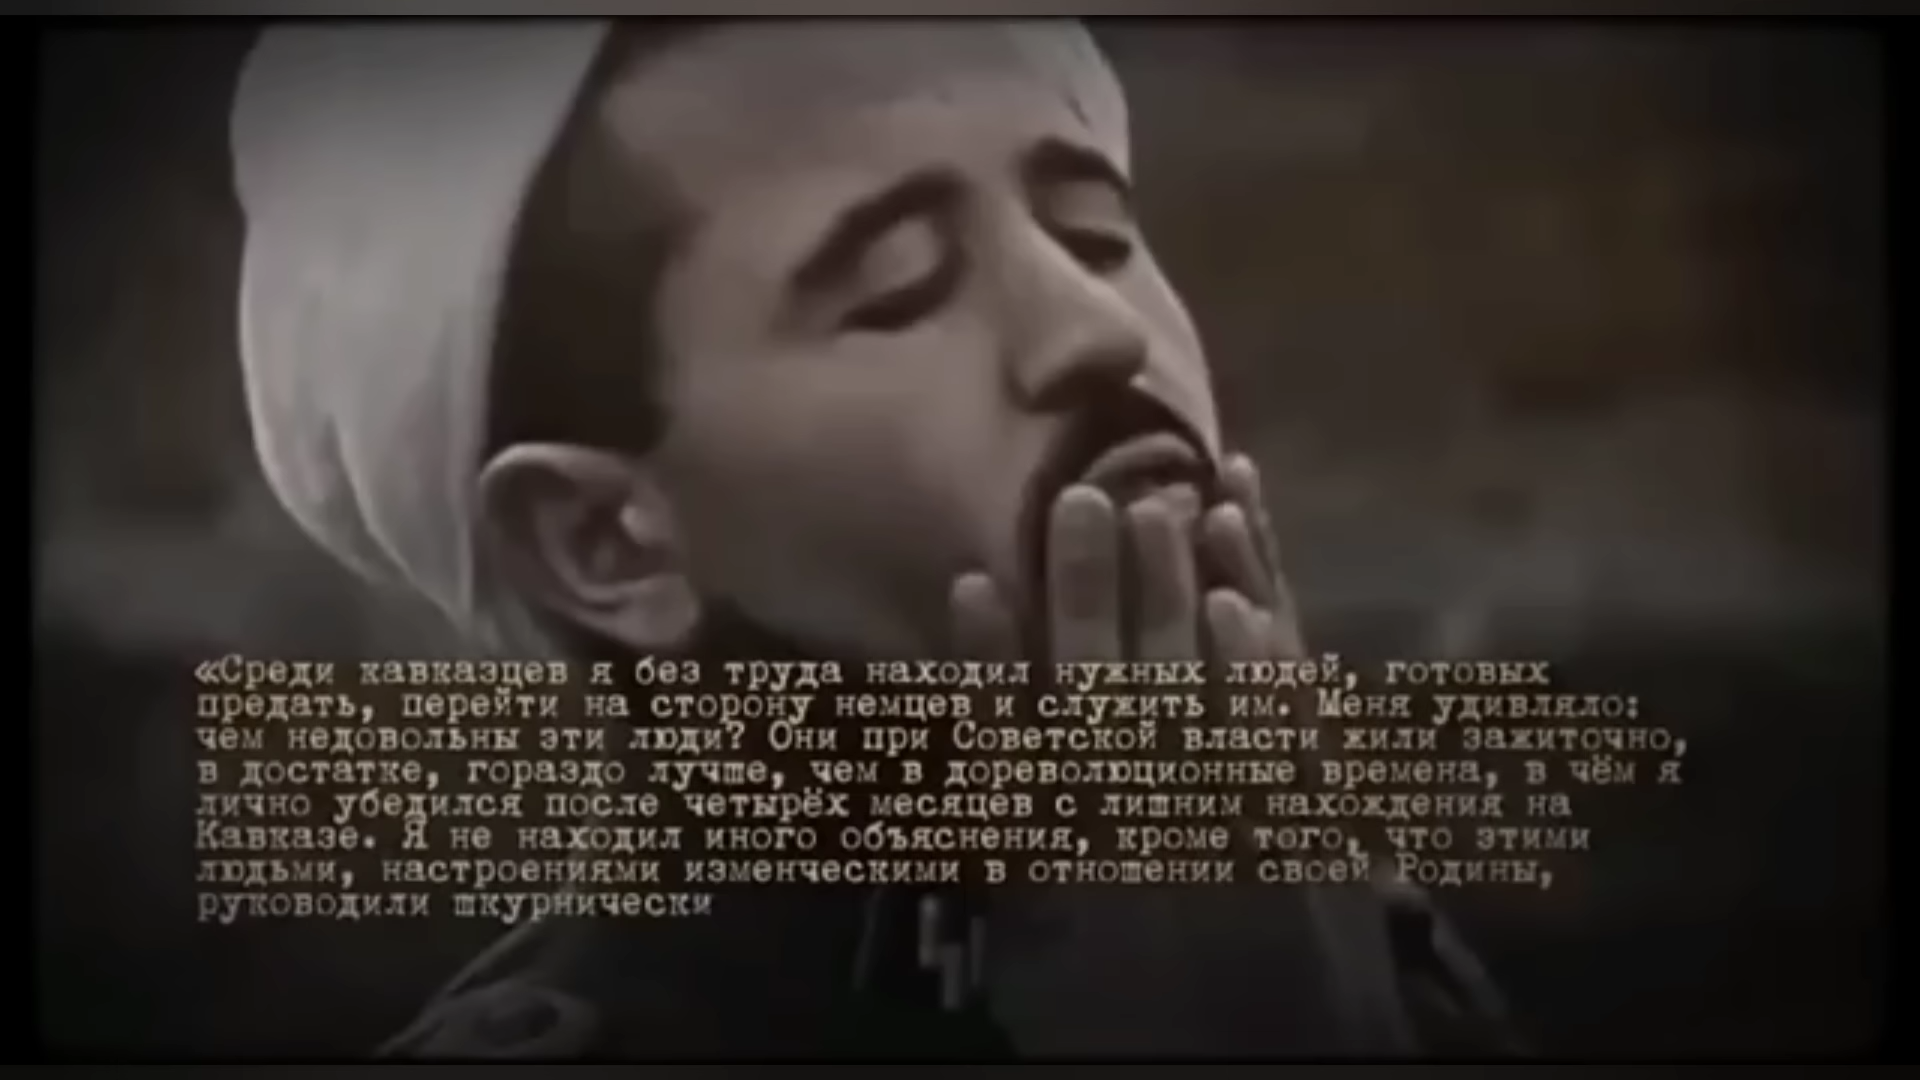 «Среди кавказцев я без труда находил нужных людей, готовых
предать, перейти на сторону немцев и служить им. Меня удивляло:
чем недовольны эти люди? Они при Советской власти жили зажиточно,
в достатке, гораздо лучше, чем в дореволюционные времена, в чём я
лично убедился после четырёх месяцев с лишним нахождения на
Кавказе. Я не находил иного объяснения, кроме того, что этими
людьми, настроениями изменческими в отношении своей Родины,
руководили шкурнически